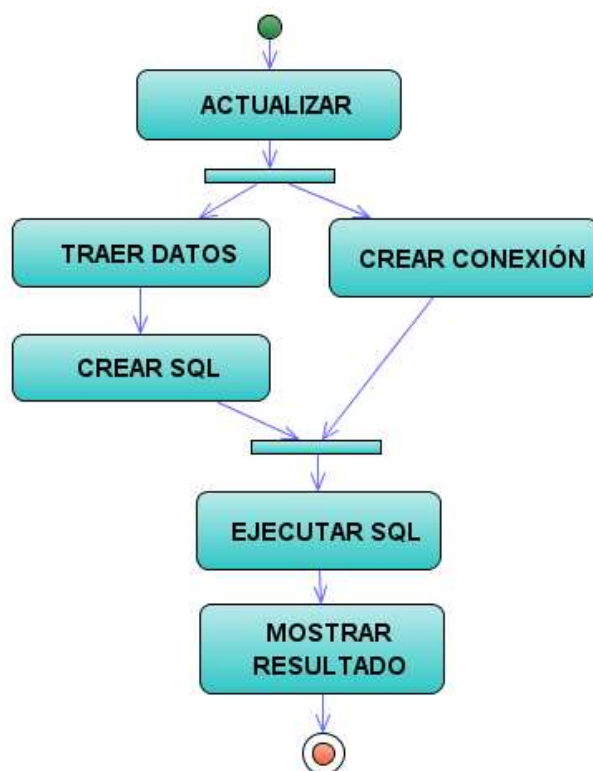 ACTUALIZAR
TRAER DATOS
CREAR CONEXIÓN
CREAR SQL
EJECUTAR SQL
MOSTRAR
RESULTADO